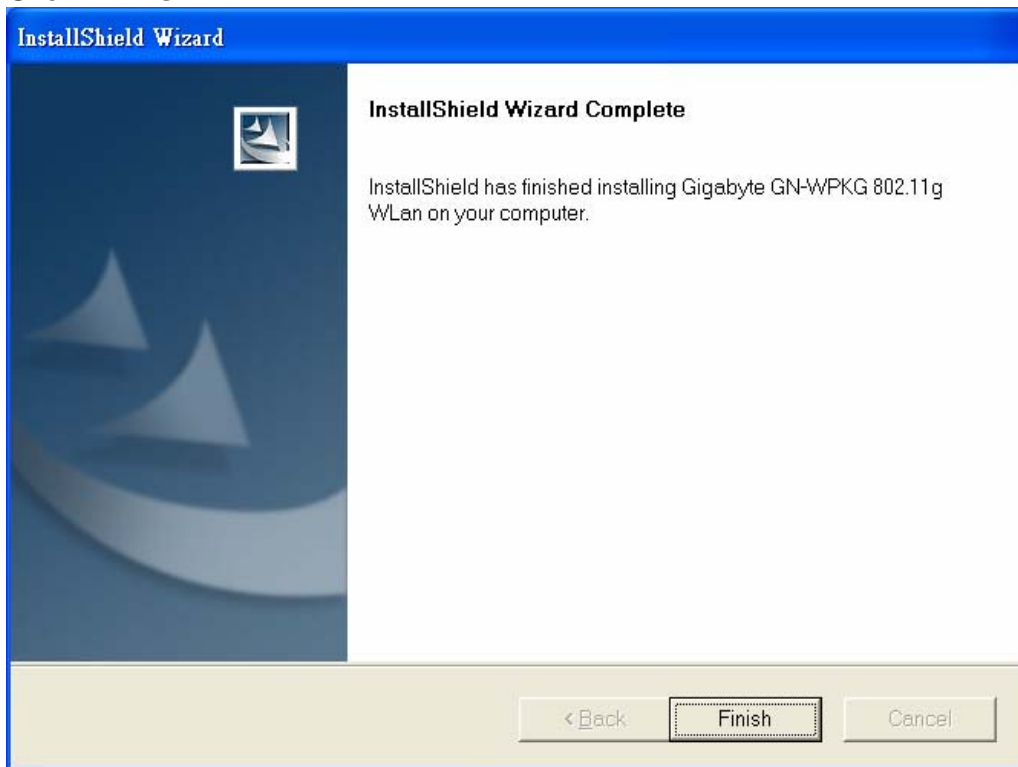 InstallShield Wizard
InstallShield Wizard Complete
InstallShield has finished installing Gigabyte GN-WPKG 802.11g
WLan on your computer.
< Back
Finish
Cancel